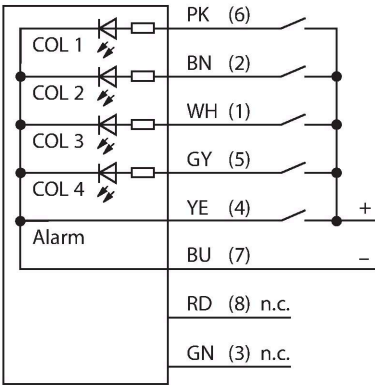 PK (6)
COL 1
BN (2)
COL 2
WH (1)
COL 3
GY (5)
COL 4
YE (4)
+
Alarm
BU (7)
–
RD (8) n.c.
GN (3) n.c.